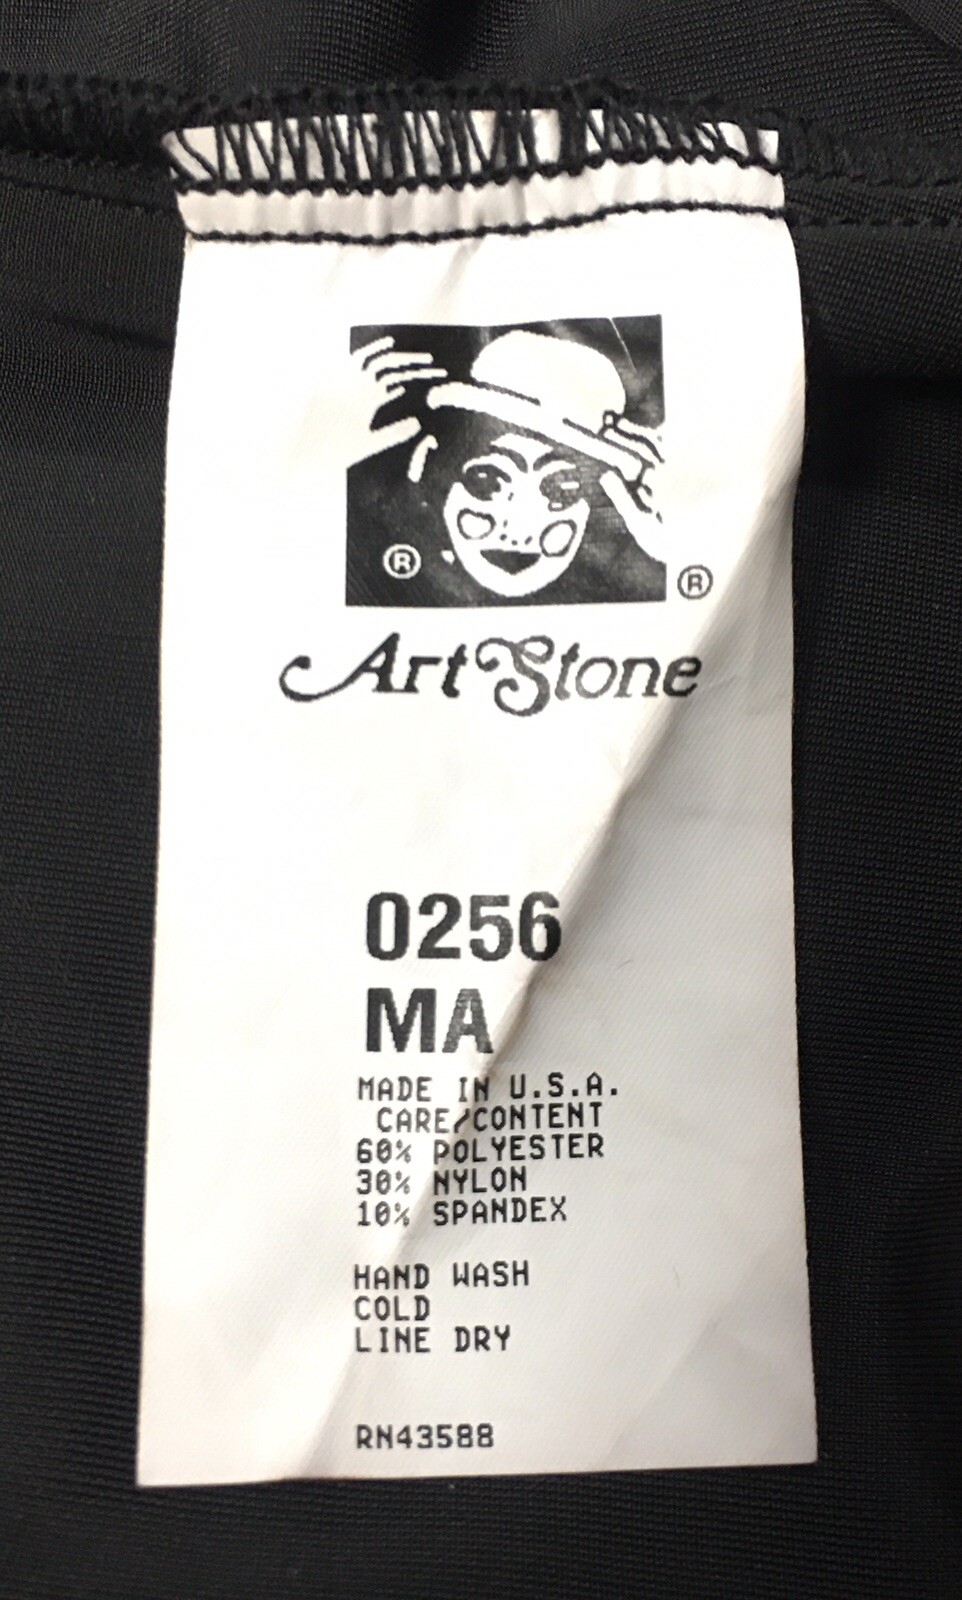 ®
®
Art Stone
0256
MA
MADE IN U.S.A.
CARE/CONTENT
60% POLYESTER
30% NYLON
10% SPANDEX
HAND WASH
COLD
LINE DRY
RN43588